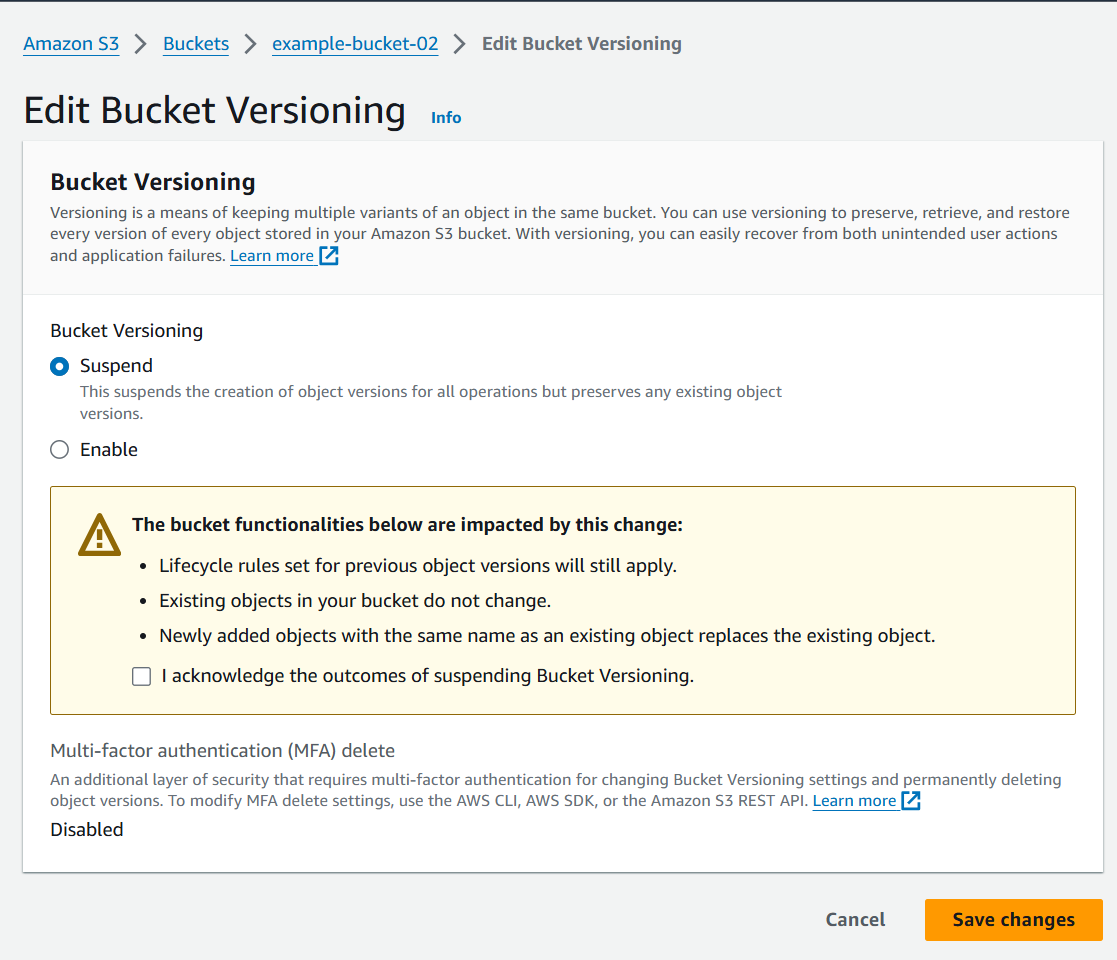 Amazon S3 > Buckets > example-bucket-02 > Edit Bucket Versioning
Edit Bucket Versioning Info
Bucket Versioning
Versioning is a means of keeping multiple variants of an object in the same bucket. You can use versioning to preserve, retrieve, and restore
every version of every object stored in your Amazon S3 bucket. With versioning, you can easily recover from both unintended user actions
and application failures. Learn more
Bucket Versioning
Suspend
This suspends the creation of object versions for all operations but preserves any existing object
versions.
Enable
The bucket functionalities below are impacted by this change:
• Lifecycle rules set for previous object versions will still apply.
• Existing objects in your bucket do not change.
• Newly added objects with the same name as an existing object replaces the existing object.
I acknowledge the outcomes of suspending Bucket Versioning.
Multi-factor authentication (MFA) delete
An additional layer of security that requires multi-factor authentication for changing Bucket Versioning settings and permanently deleting
object versions. To modify MFA delete settings, use the AWS CLI, AWS SDK, or the Amazon S3 REST API. Learn more
Disabled
Cancel Save changes